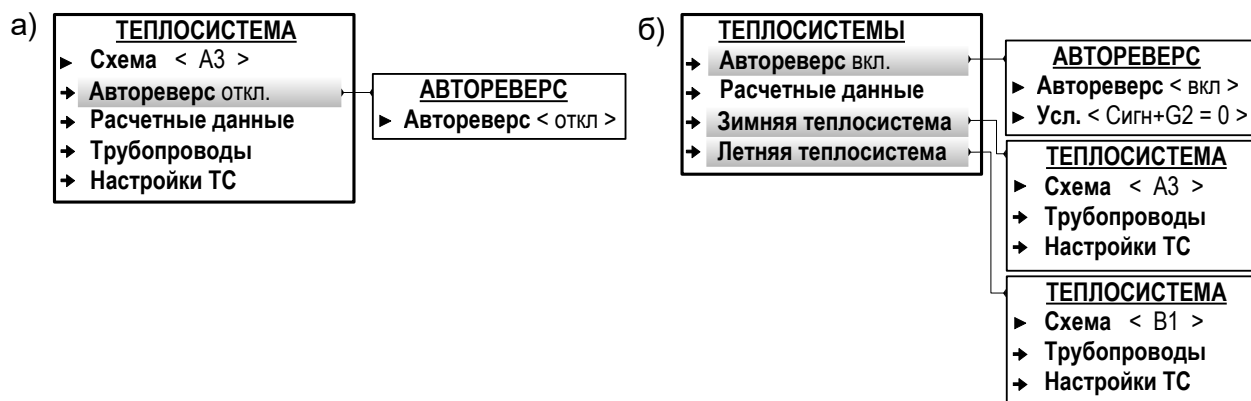 а)
ТЕПЛОСИСТЕМА
Схема < А3 >
Автореверс откл.
Расчетные данные
Трубопроводы
Настройки ТС
АВТОРЕВЕРС
Автореверс < откл >
б)
ТЕПЛОСИСТЕМЫ
Автореверс вкл.
Расчетные данные
Зимняя теплосистема
Летняя теплосистема
АВТОРЕВЕРС
Автореверс < вкл >
Усл. < Сигн+G2 = 0 >
ТЕПЛОСИСТЕМА
Схема < А3 >
Трубопроводы
Настройки ТС
ТЕПЛОСИСТЕМА
Схема < В1 >
Трубопроводы
Настройки ТС